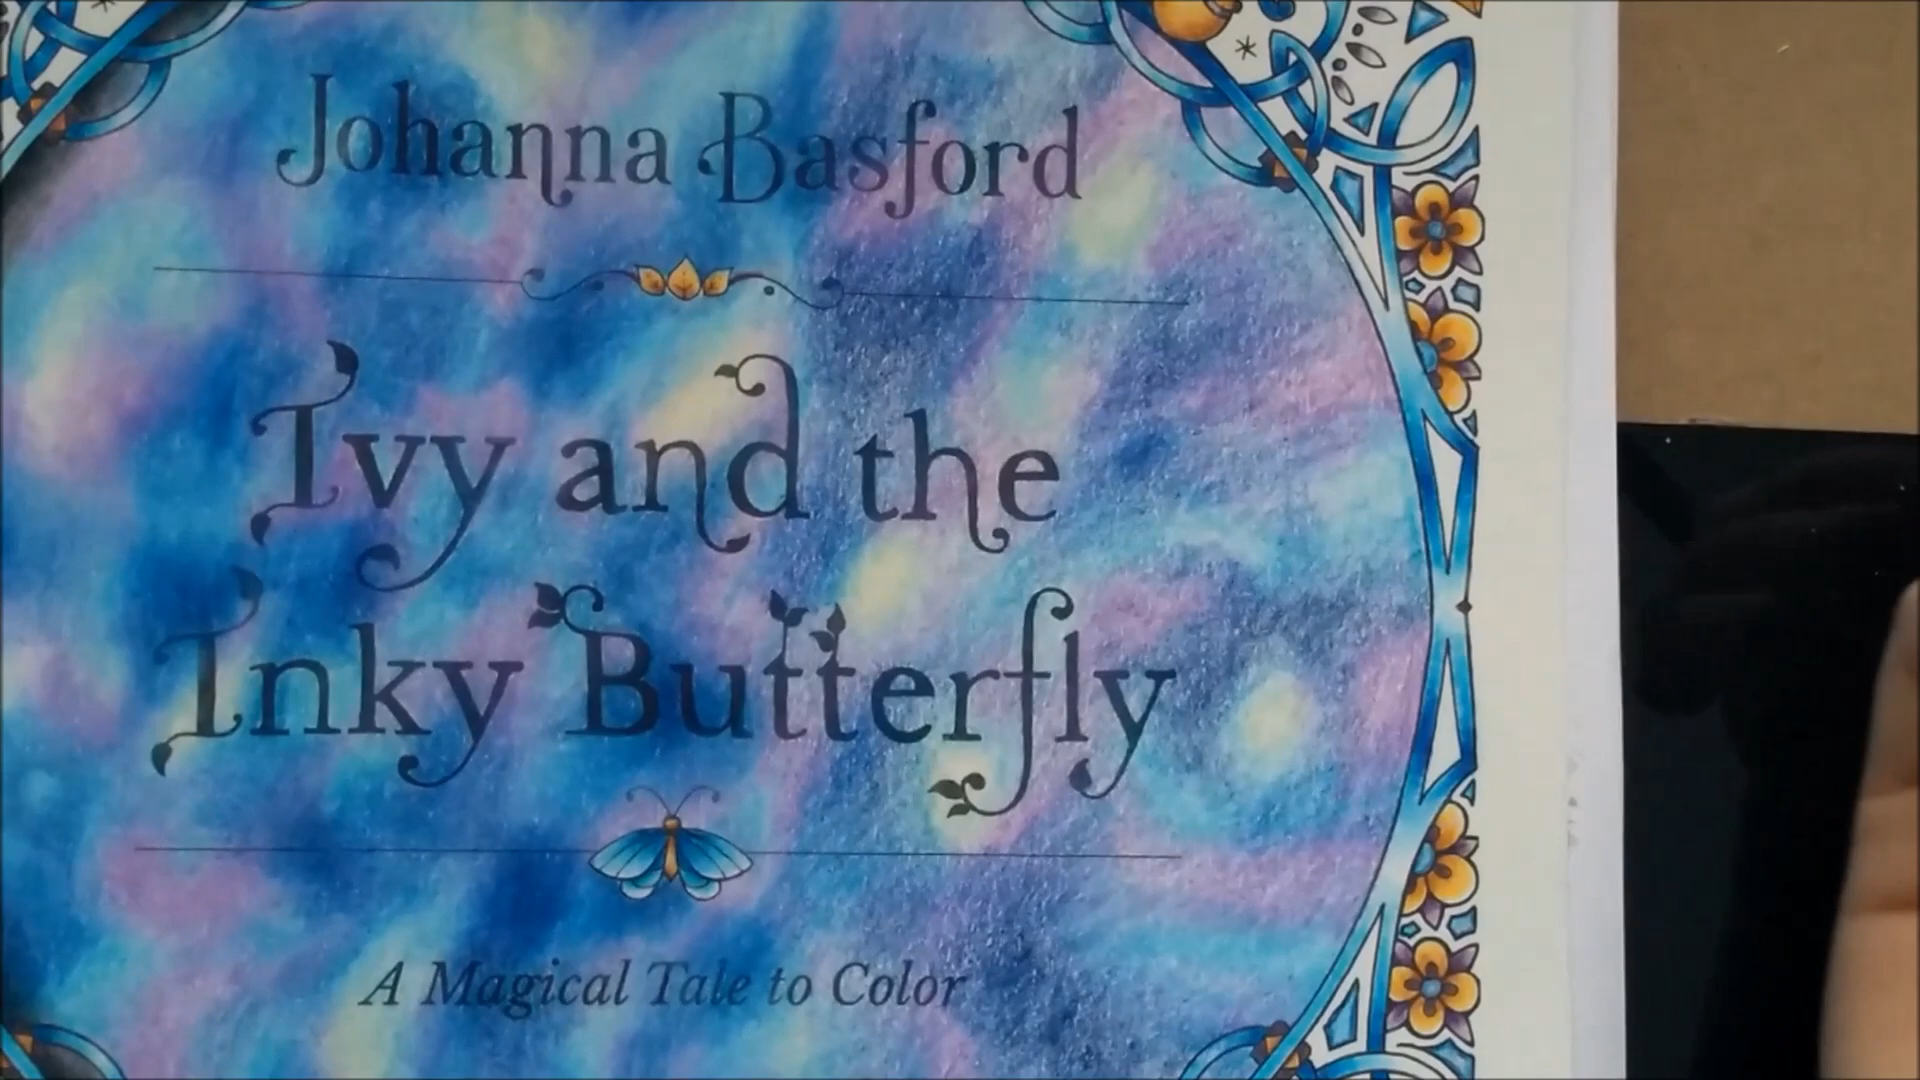 Johanna Basford
Ivy and the
Inky Butterfly
A Magical Tale to Color